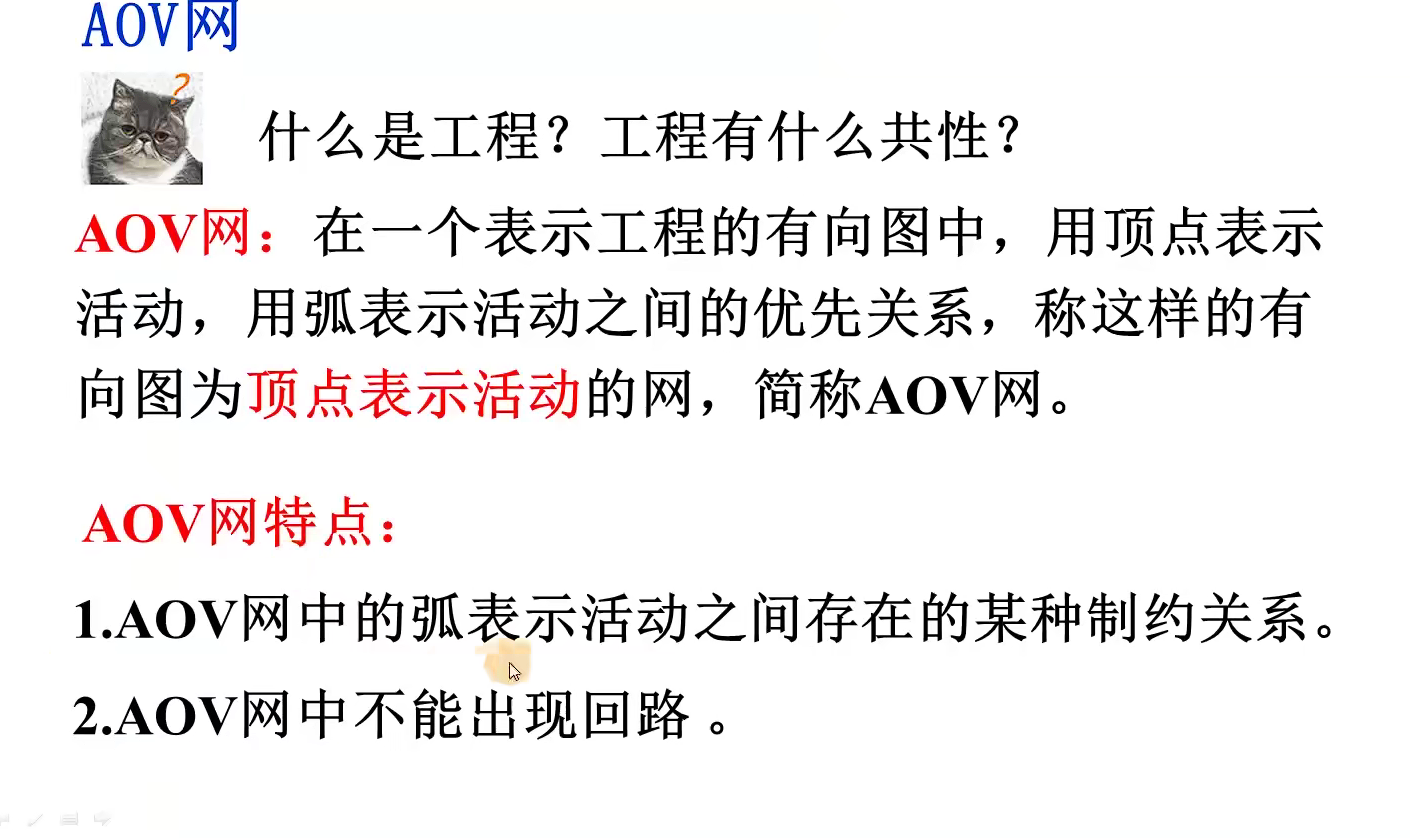 AOV网
?
什么是工程？工程有什么共性？
AOV网：在一个表示工程的有向图中，用顶点表示
活动，用弧表示活动之间的优先关系，称这样的有
向图为顶点表示活动的网，简称AOV网。
AOV网特点：
1.AOV网中的弧表示活动之间存在的某种制约关系。
2.AOV网中不能出现回路 。